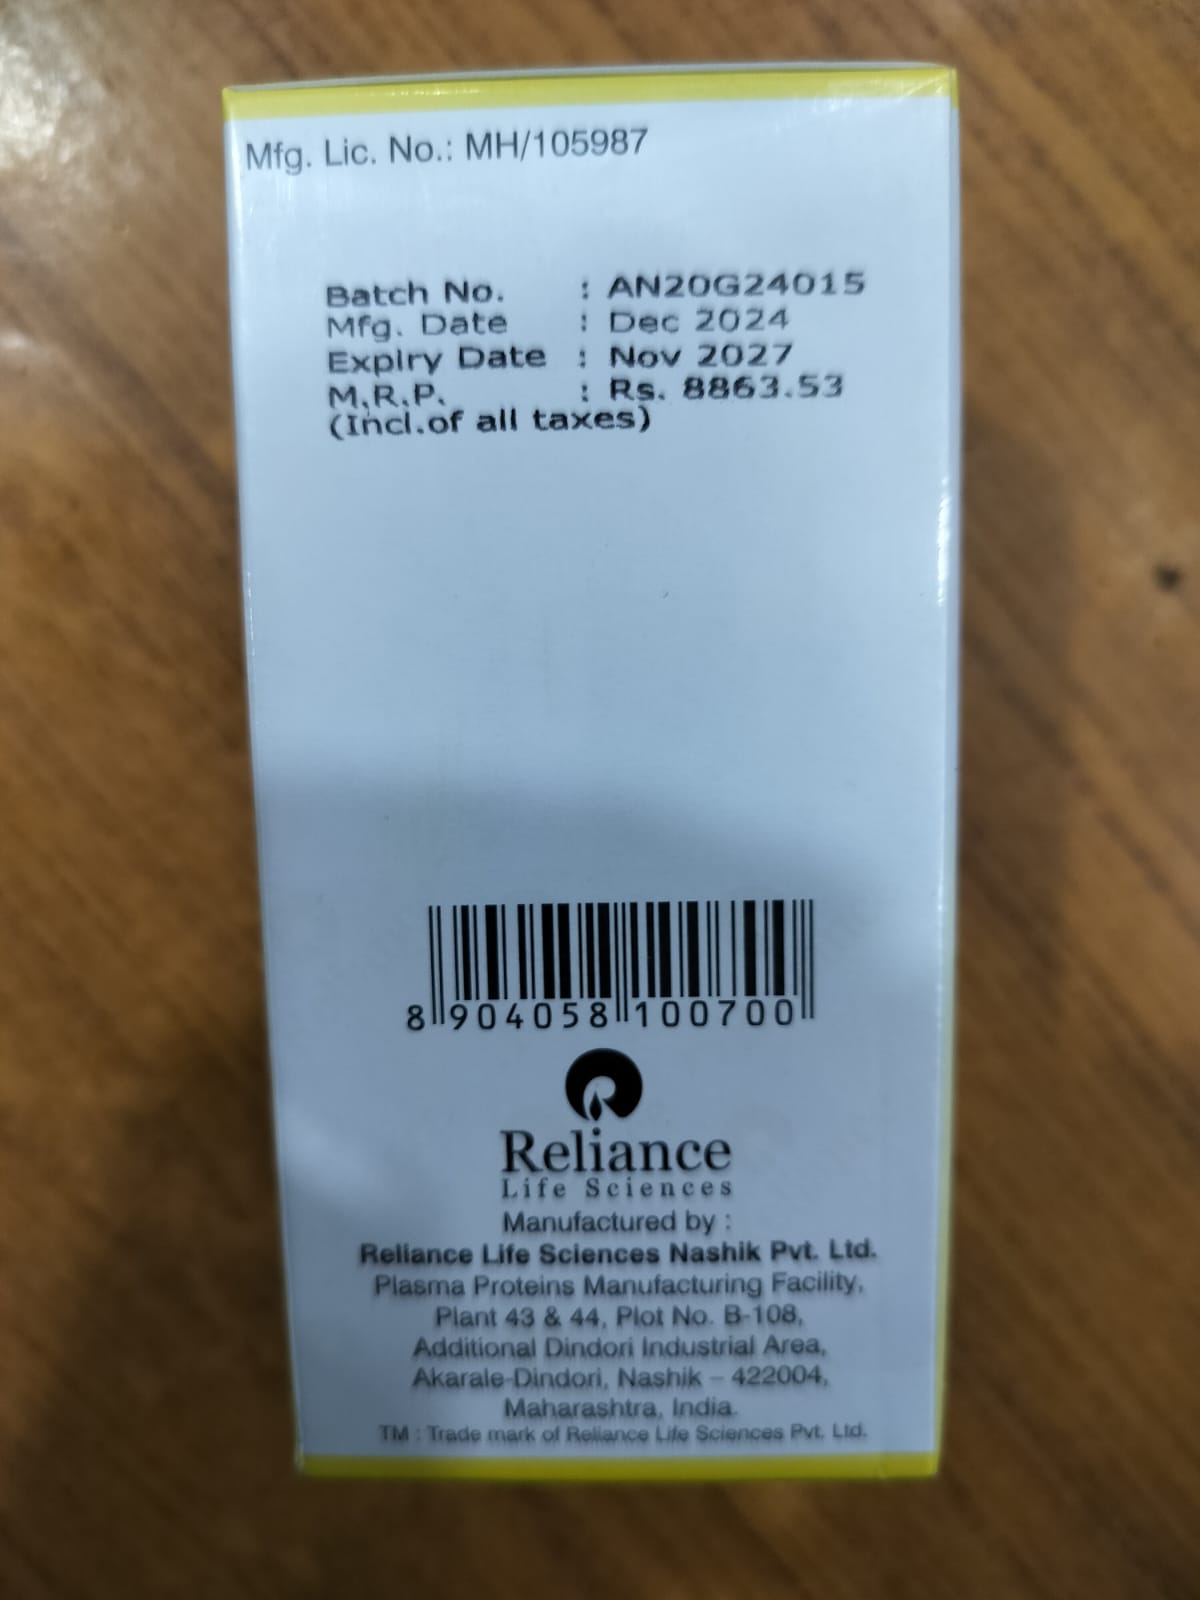 Mfg. Lic. No.: MH/105987
Batch No. : AN20G24015
Mfg. Date : Dec 2024
Expiry Date : Nov 2027
M.R.P. : Rs. 8863.53
(Incl.of all taxes)
8 904058 100700
Reliance
Life Sciences
Manufactured by :
Reliance Life Sciences Nashik Pvt. Ltd.
Plasma Proteins Manufacturing Facility,
Plant 43 & 44, Plot No. B-108,
Additional Dindori Industrial Area,
Akarale-Dindori, Nashik – 422004,
Maharashtra, India.
TM : Trade mark of Reliance Life Sciences Pvt. Ltd.